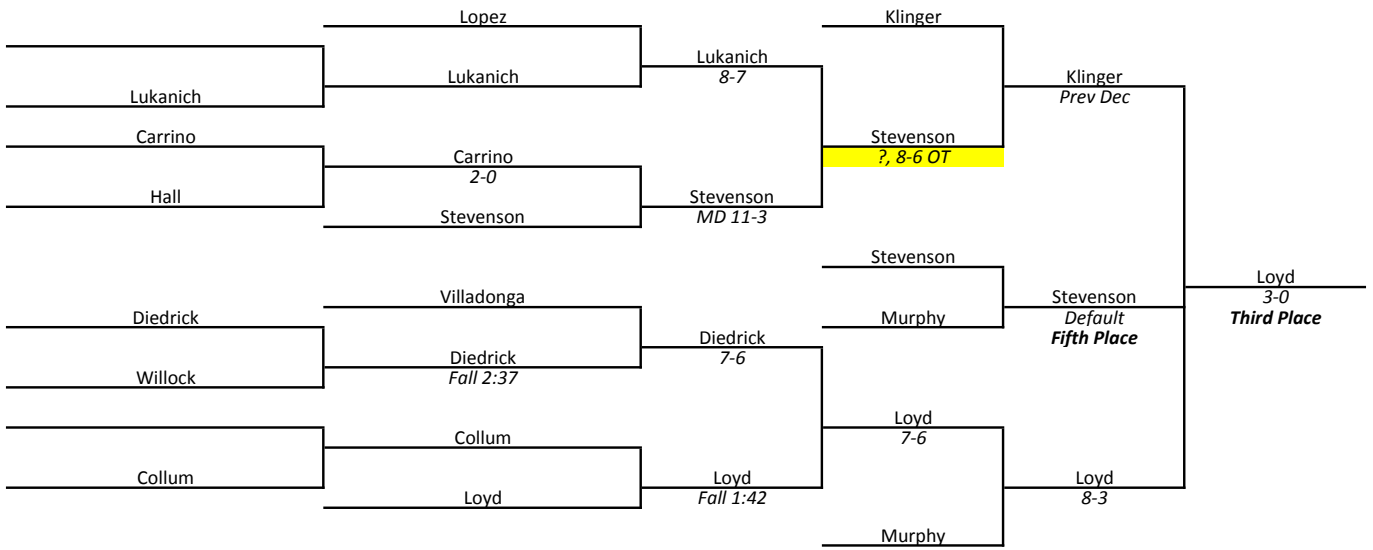 Lopez
Klinger
Lukanich
8-7
Lukanich
Klinger
Prev Dec
Lukanich
Carrino
Stevenson
?, 8-6 OT
Carrino
2-0
Hall
Stevenson
MD 11-3
Stevenson
Stevenson
Loyd
3-0
Third Place
Villadonga
Stevenson
Default
Fifth Place
Diedrick
Murphy
Diedrick
7-6
Diedrick
Fall 2:37
Willock
Loyd
7-6
Collum
Collum
Loyd
Fall 1:42
Loyd
8-3
Loyd
Murphy